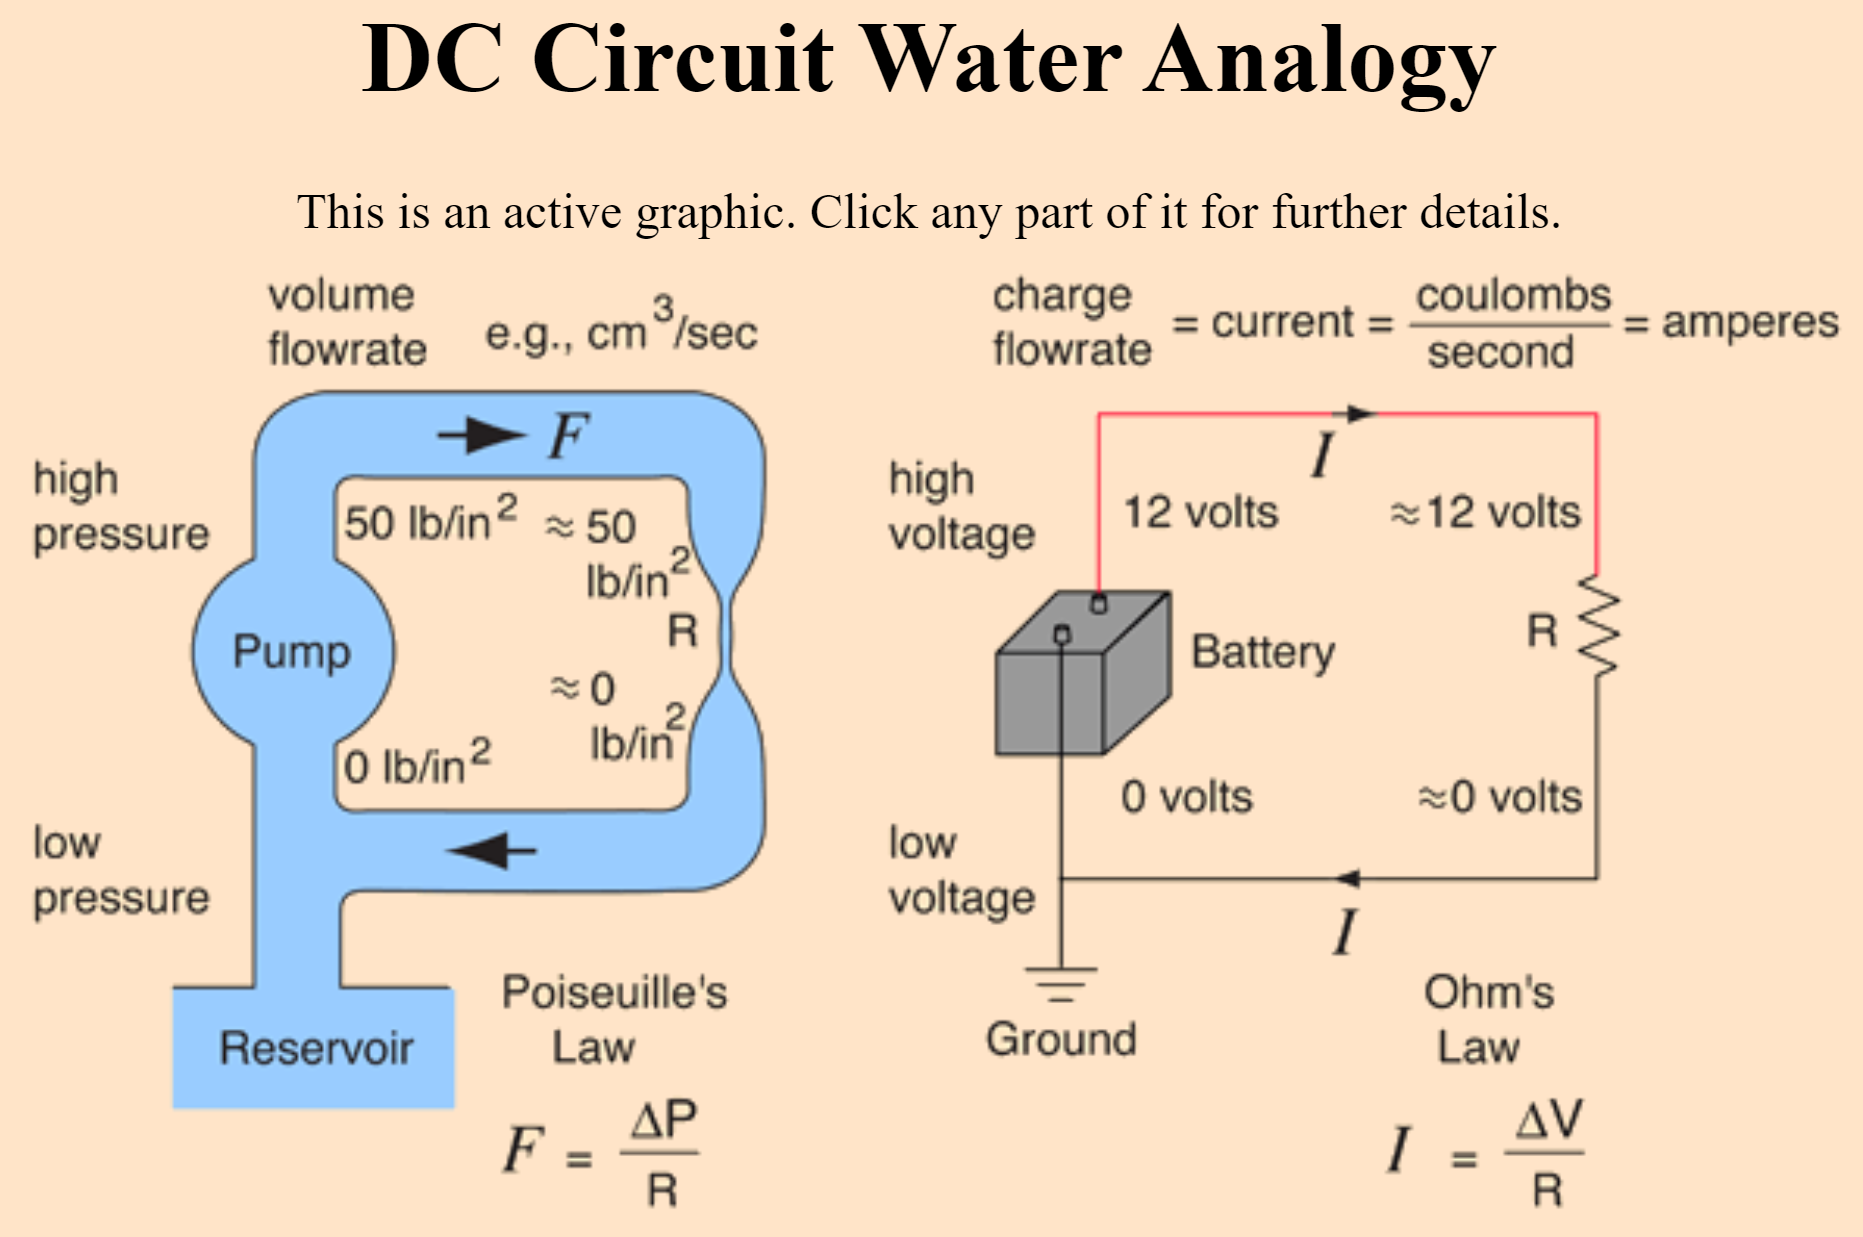 DC Circuit Water Analogy
This is an active graphic. Click any part of it for further details.
volume
flowrate
e.g., cm³/sec
F
high
pressure
50 lb/in²
≈ 50
lb/in²
R
Pump
≈ 0
lb/in²
0 lb/in²
low
pressure
Reservoir
Poiseuille's
Law
F = ΔP
R
charge
flowrate
= current = coulombs
second
= amperes
I
high
voltage
12 volts
≈12 volts
Battery
R
0 volts
≈0 volts
low
voltage
I
Ground
Ohm's
Law
I = ΔV
R